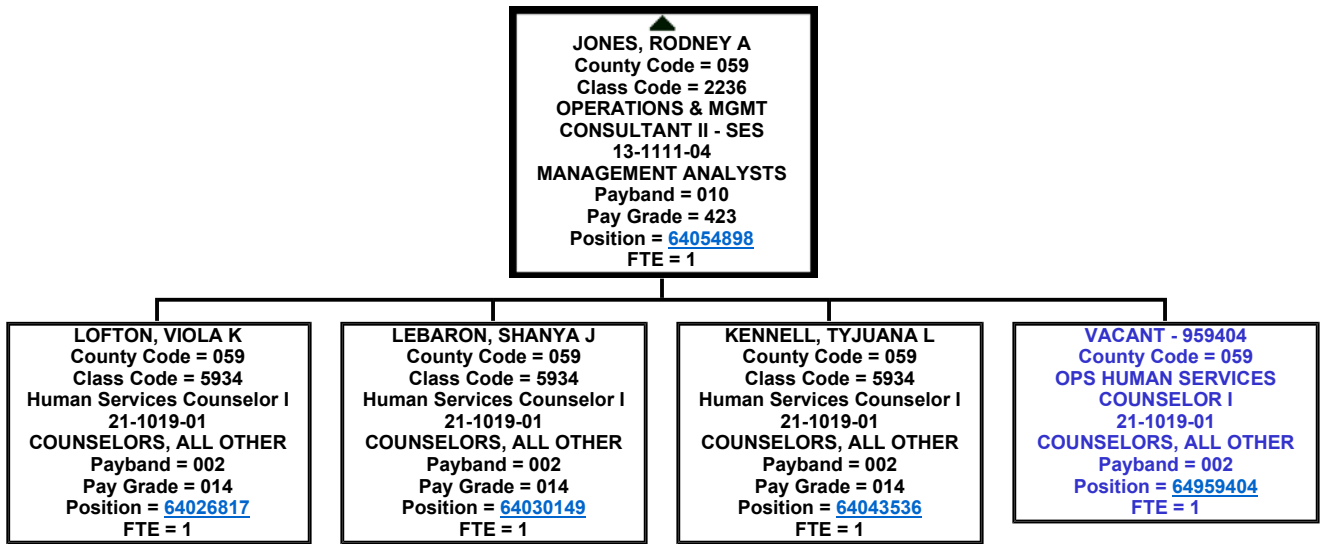 JONES, RODNEY A
County Code = 059
Class Code = 2236
OPERATIONS & MGMT
CONSULTANT II - SES
13-1111-04
MANAGEMENT ANALYSTS
Payband = 010
Pay Grade = 423
Position = 64054898
FTE = 1
LOFTON, VIOLA K
County Code = 059
Class Code = 5934
Human Services Counselor I
21-1019-01
COUNSELORS, ALL OTHER
Payband = 002
Pay Grade = 014
Position = 64026817
FTE = 1
LEBARON, SHANYA J
County Code = 059
Class Code = 5934
Human Services Counselor I
21-1019-01
COUNSELORS, ALL OTHER
Payband = 002
Pay Grade = 014
Position = 64030149
FTE = 1
KENNELL, TYJUANA L
County Code = 059
Class Code = 5934
Human Services Counselor I
21-1019-01
COUNSELORS, ALL OTHER
Payband = 002
Pay Grade = 014
Position = 64043536
FTE = 1
VACANT - 959404
County Code = 059
OPS HUMAN SERVICES
COUNSELOR I
21-1019-01
COUNSELORS, ALL OTHER
Payband = 002
Position = 64959404
FTE = 1